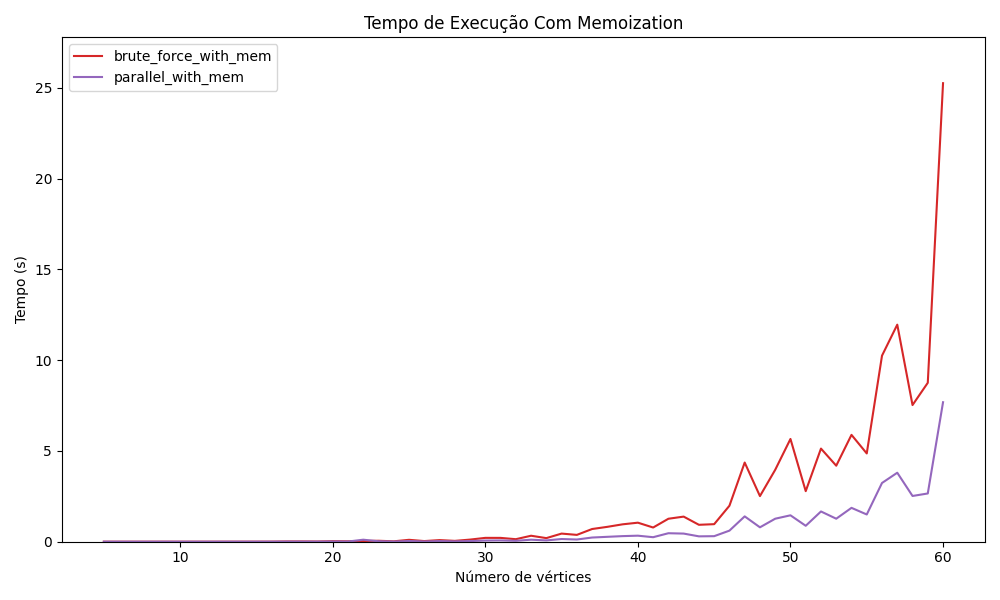 Tempo de Execução Com Memoization
brute_force_with_mem
parallel_with_mem
25
20
15
10
5
0
Tempo (s)
10 20 30 40 50 60
Número de vértices